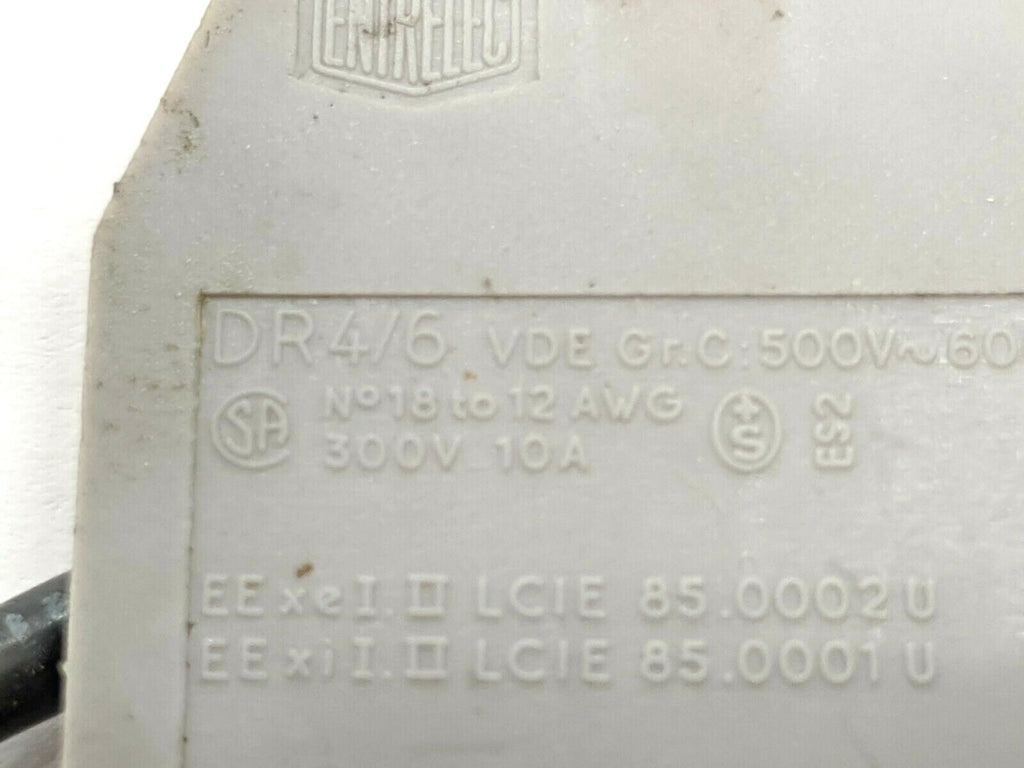 ENTRELEC
DR4/6 VDE Gr.C: 500V~60
SA N° 18 to 12 AWG +S ES2
300V 10A
EExeI.II LCIE 85.0002U
EExiI.II LCIE 85.0001U